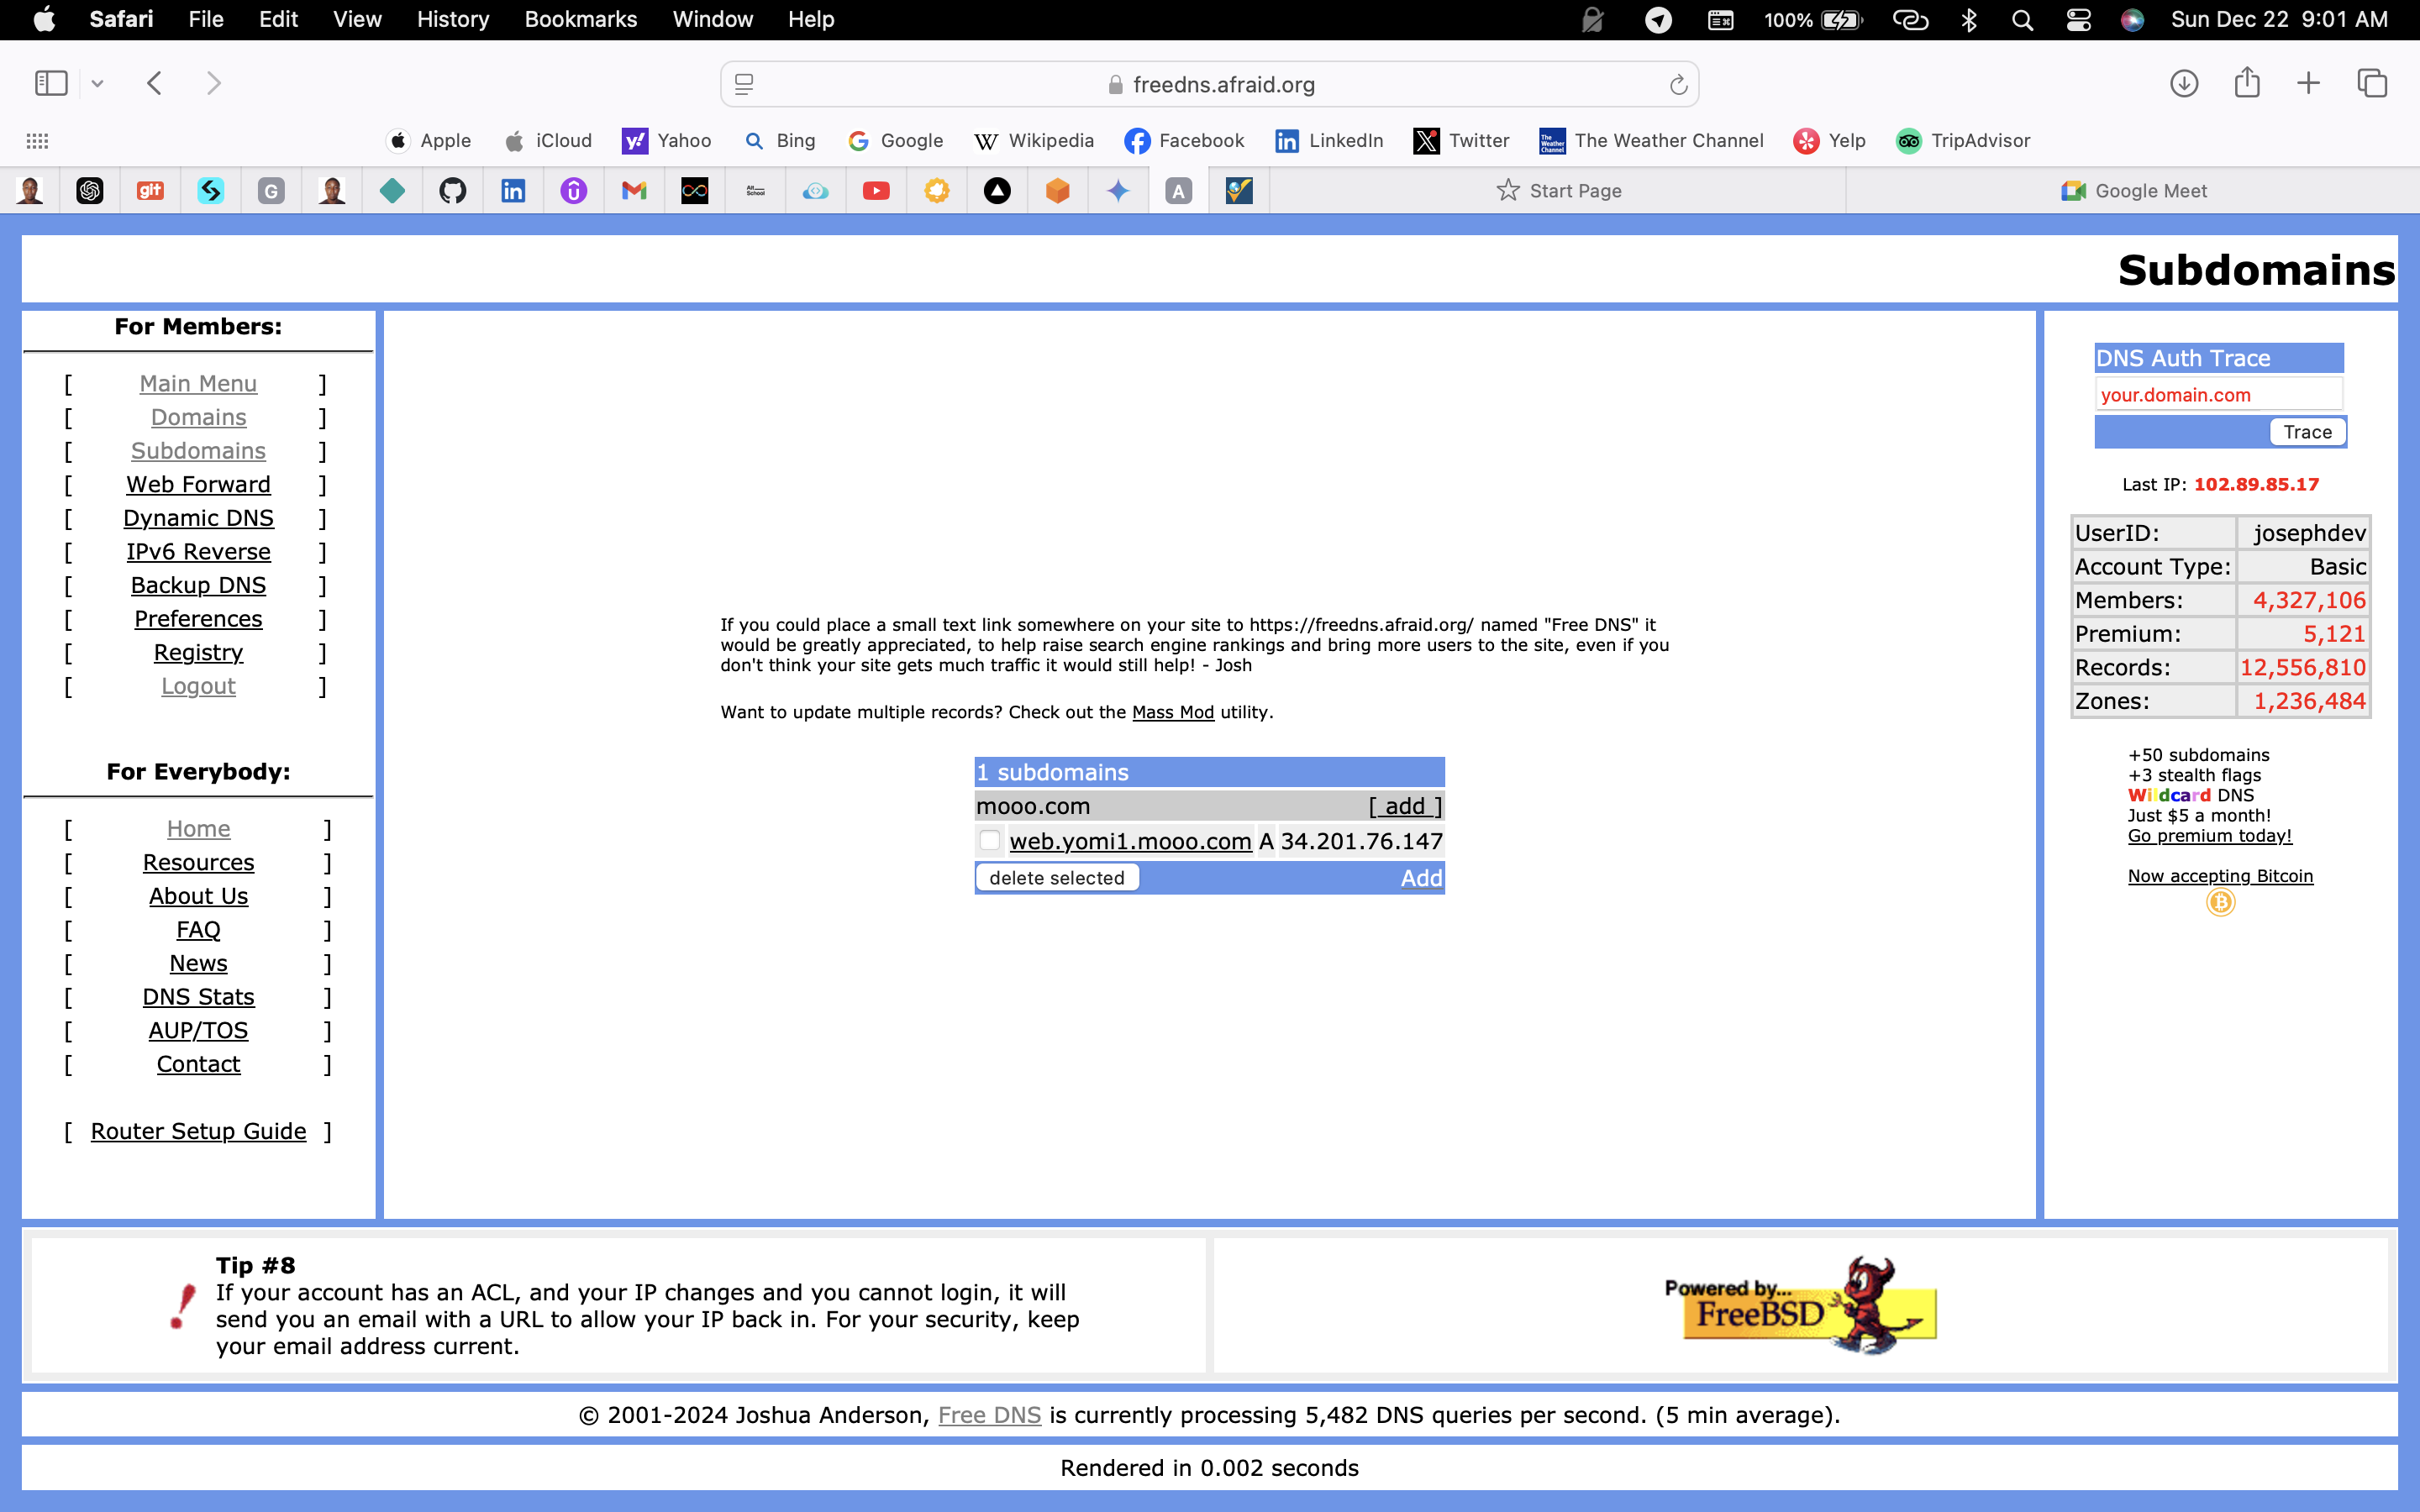 Safari File Edit View History Bookmarks Window Help 100% Sun Dec 22 9:01 AM
freedns.afraid.org
Apple iCloud Yahoo Bing Google Wikipedia Facebook LinkedIn Twitter The Weather Channel Yelp TripAdvisor
Start Page Google Meet
Subdomains
For Members:
[ Main Menu ]
[ Domains ]
[ Subdomains ]
[ Web Forward ]
[ Dynamic DNS ]
[ IPv6 Reverse ]
[ Backup DNS ]
[ Preferences ]
[ Registry ]
[ Logout ]
For Everybody:
[ Home ]
[ Resources ]
[ About Us ]
[ FAQ ]
[ News ]
[ DNS Stats ]
[ AUP/TOS ]
[ Contact ]
[ Router Setup Guide ]
If you could place a small text link somewhere on your site to https://freedns.afraid.org/ named "Free DNS" it
would be greatly appreciated, to help raise search engine rankings and bring more users to the site, even if you
don't think your site gets much traffic it would still help! - Josh
Want to update multiple records? Check out the Mass Mod utility.
1 subdomains
mooo.com [ add ]
web.yomi1.mooo.com A 34.201.76.147
delete selected Add
DNS Auth Trace
your.domain.com
Trace
Last IP: 102.89.85.17
UserID: josephdev
Account Type: Basic
Members: 4,327,106
Premium: 5,121
Records: 12,556,810
Zones: 1,236,484
+50 subdomains
+3 stealth flags
Wildcard DNS
Just $5 a month!
Go premium today!
Now accepting Bitcoin
Tip #8
If your account has an ACL, and your IP changes and you cannot login, it will
send you an email with a URL to allow your IP back in. For your security, keep
your email address current.
Powered by...
FreeBSD
© 2001-2024 Joshua Anderson, Free DNS is currently processing 5,482 DNS queries per second. (5 min average).
Rendered in 0.002 seconds